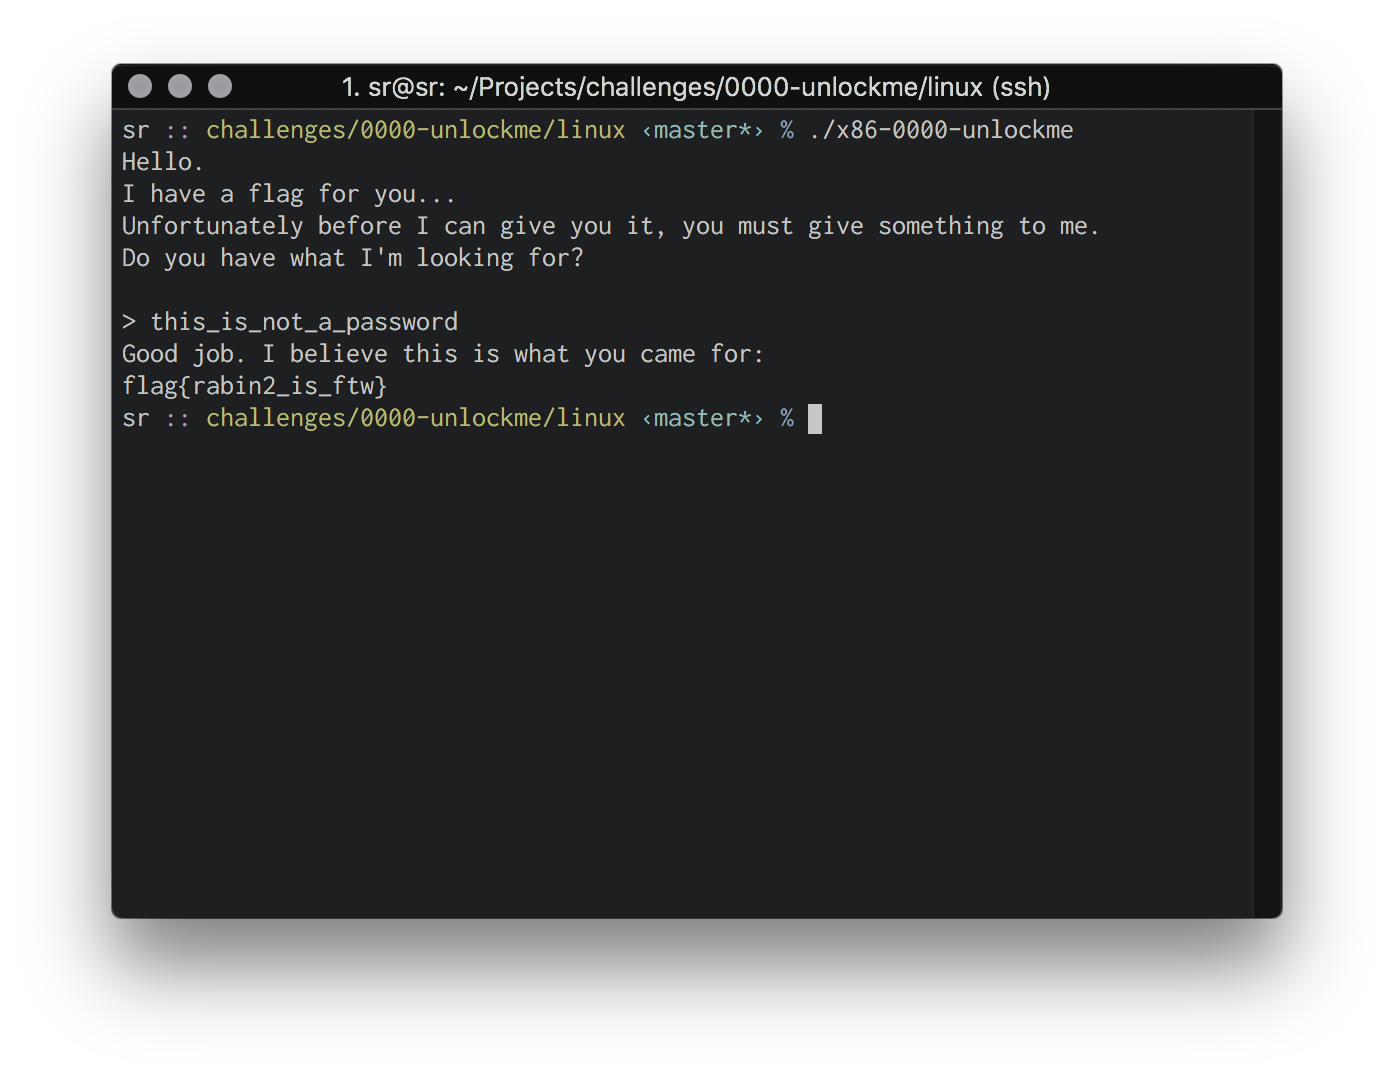 1. sr@sr: ~/Projects/challenges/0000-unlockme/linux (ssh)
sr :: challenges/0000-unlockme/linux ‹master*› % ./x86-0000-unlockme
Hello.
I have a flag for you...
Unfortunately before I can give you it, you must give something to me.
Do you have what I'm looking for?
> this_is_not_a_password
Good job. I believe this is what you came for:
flag{rabin2_is_ftw}
sr :: challenges/0000-unlockme/linux ‹master*› %